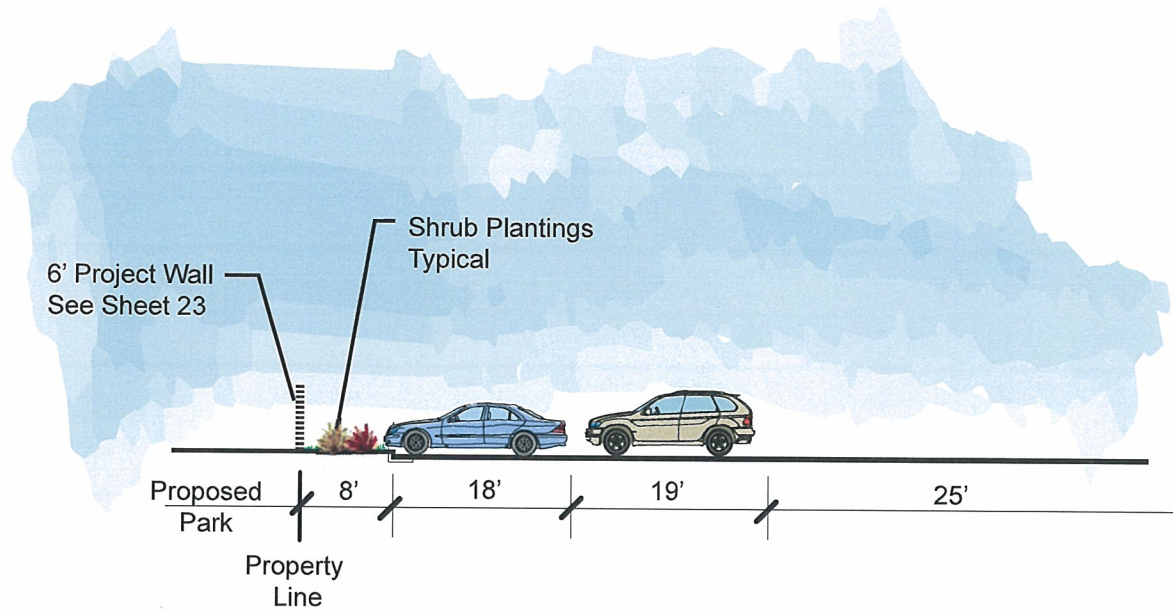 Shrub Plantings
Typical
6' Project Wall
See Sheet 23
Proposed
Park
8'
18'
19'
25'
Property
Line